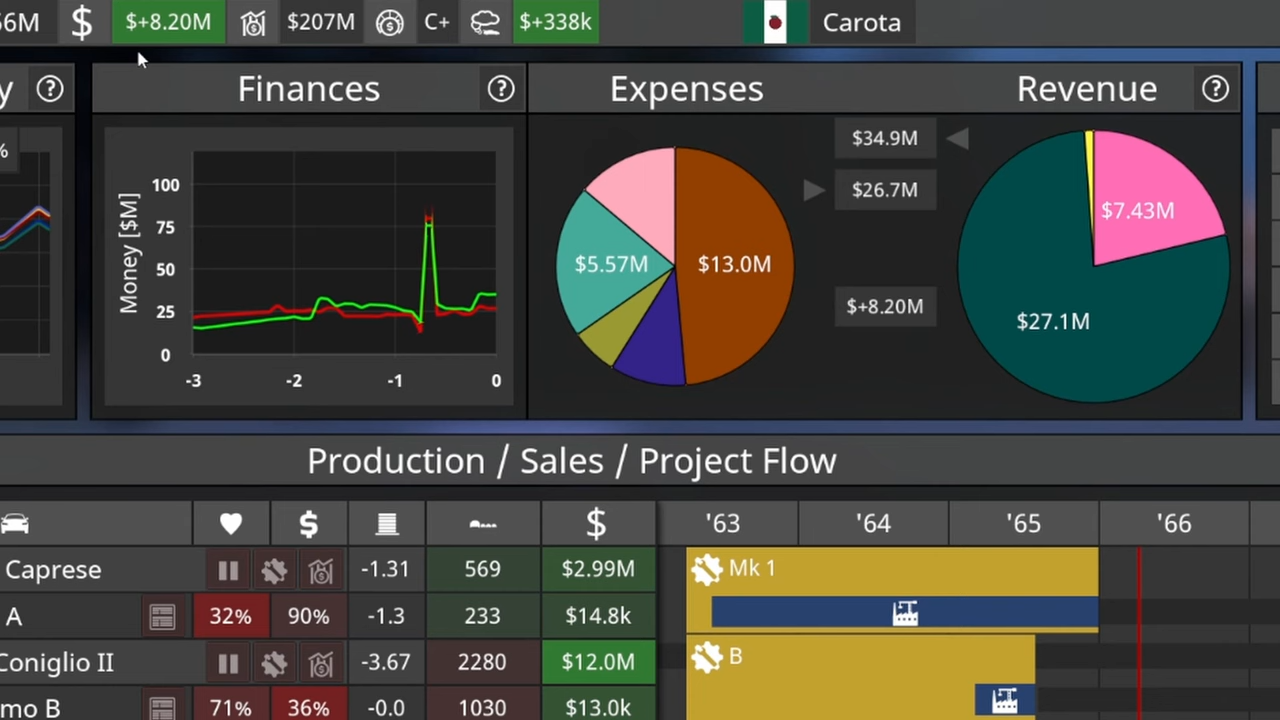 6M $+8.20M $207M C+ $+338k Carota
y Finances Expenses Revenue
%
Money [$M]
100
75
50
25
0
-3 -2 -1 0
$5.57M $13.0M
$34.9M
$26.7M
$+8.20M
$7.43M
$27.1M
Production / Sales / Project Flow
$ $ '63 '64 '65 '66
Caprese -1.31 569 $2.99M Mk 1
A 32% 90% -1.3 233 $14.8k
Coniglio II -3.67 2280 $12.0M B
mo B 71% 36% -0.0 1030 $13.0k